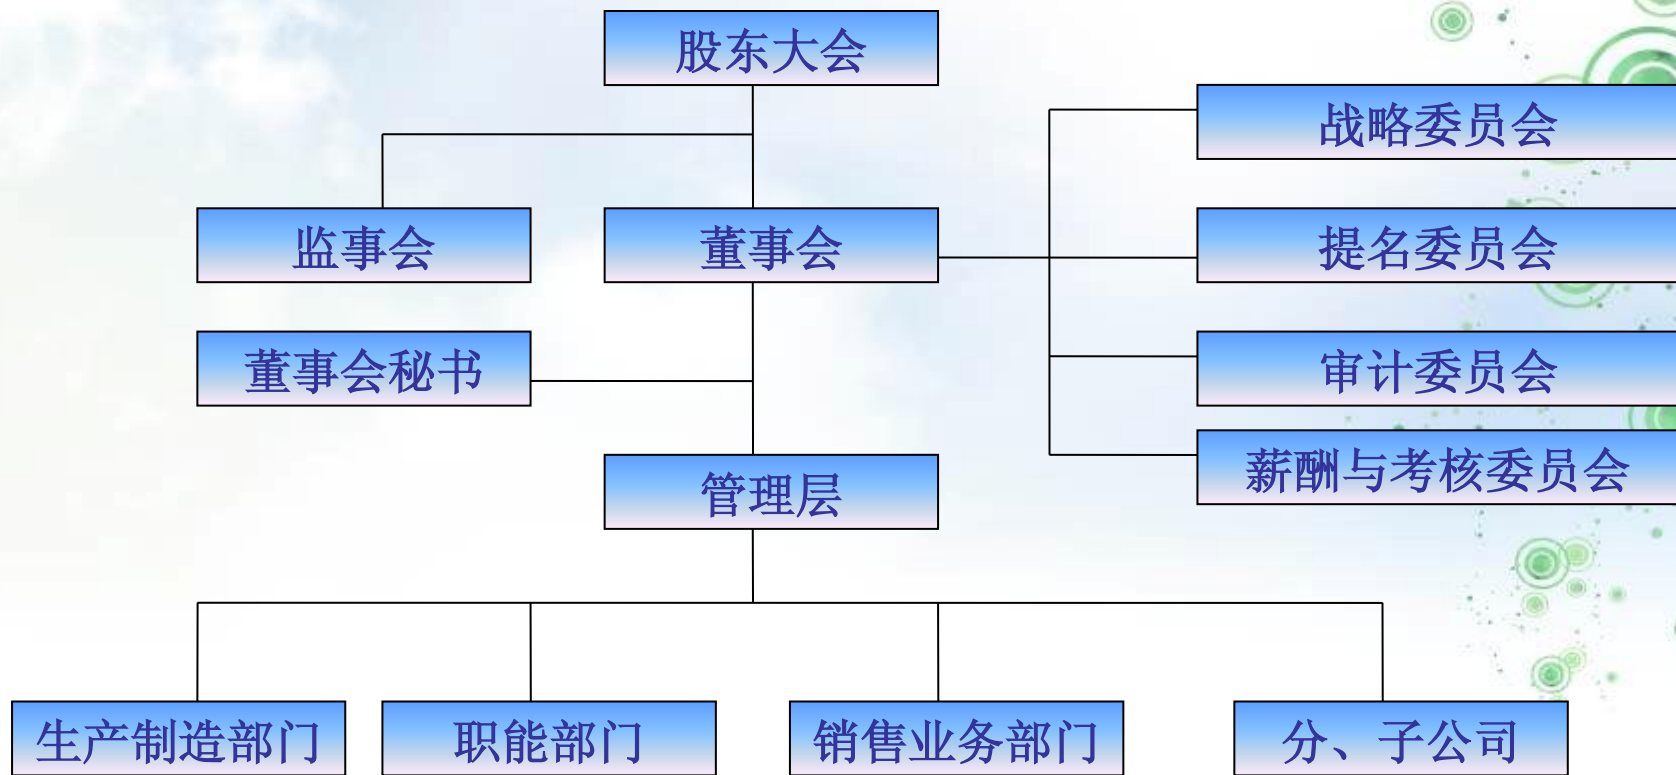 股东大会
战略委员会
监事会
董事会
提名委员会
董事会秘书
审计委员会
薪酬与考核委员会
管理层
生产制造部门
职能部门
销售业务部门
分、子公司